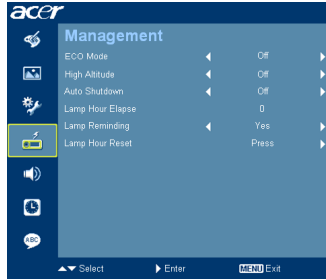 acer
Management
ECO Mode Off
High Altitude Off
Auto Shutdown Off
Lamp Hour Elapse 0
Lamp Reminding Yes
Lamp Hour Reset Press
ABC
Select Enter MENU Exit